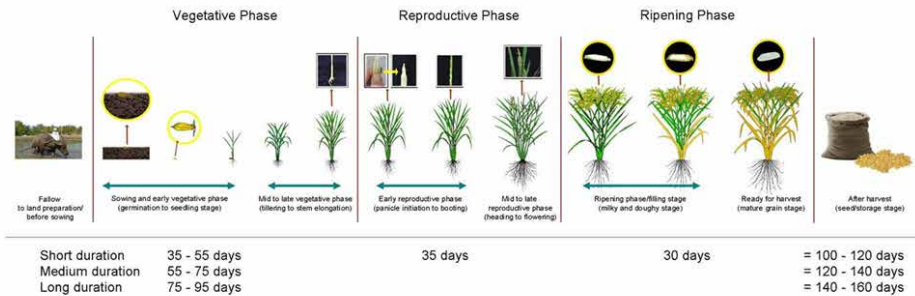 Vegetative Phase
Reproductive Phase
Ripening Phase
Fallow
to land preparation/
before sowing
Sowing and early vegetative phase
(germination to seedling stage)
Mid to late vegetative phase
(tillering to stem elongation)
Early reproductive phase
(panicle initiation to booting)
Mid to late
reproductive phase
(heading to flowering)
Ripening phase/filling stage
(milky and doughy stage)
Ready for harvest
(mature grain stage)
After harvest
(seed/storage stage)
Short duration 35 - 55 days 35 days 30 days = 100 - 120 days
Medium duration 55 - 75 days = 120 - 140 days
Long duration 75 - 95 days = 140 - 160 days